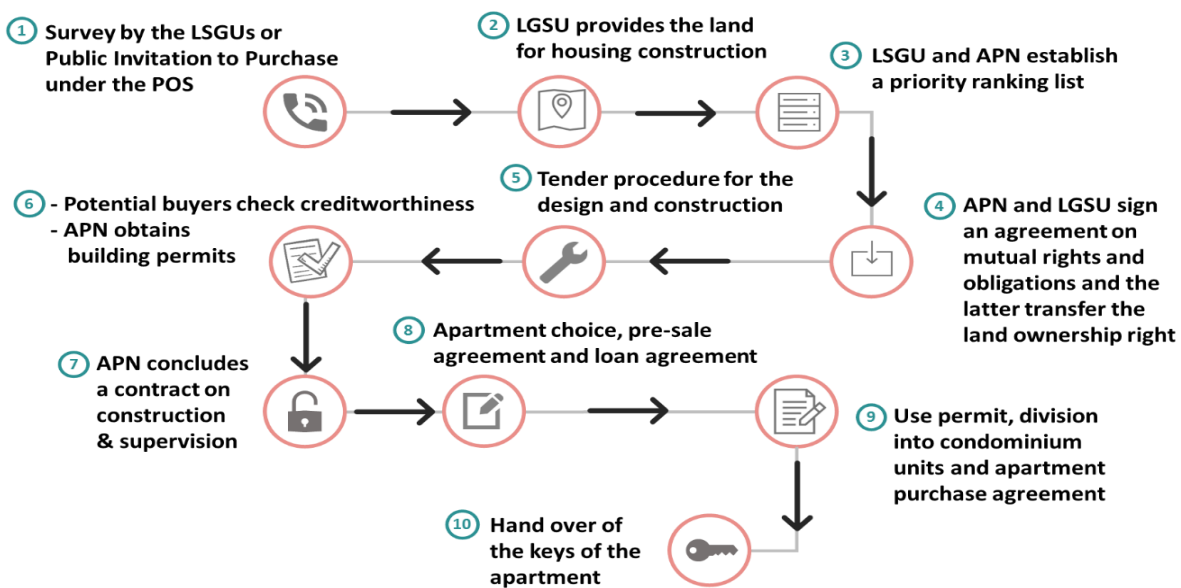 1 Survey by the LSGUs or
Public Invitation to Purchase
under the POS
2 LGSU provides the land
for housing construction
3 LSGU and APN establish
a priority ranking list
4 APN and LGSU sign
an agreement on
mutual rights and
obligations and the
latter transfer the
land ownership right
5 Tender procedure for the
design and construction
6 - Potential buyers check creditworthiness
- APN obtains
building permits
7 APN concludes
a contract on
construction
& supervision
8 Apartment choice, pre-sale
agreement and loan agreement
9 Use permit, division
into condominium
units and apartment
purchase agreement
10 Hand over of
the keys of the
apartment